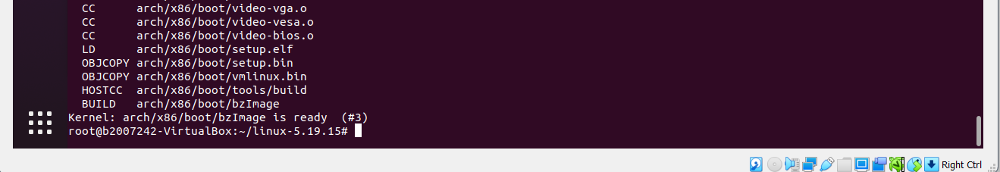 CC      arch/x86/boot/video-vga.o
CC      arch/x86/boot/video-vesa.o
CC      arch/x86/boot/video-bios.o
LD      arch/x86/boot/setup.elf
OBJCOPY arch/x86/boot/setup.bin
OBJCOPY arch/x86/boot/vmlinux.bin
HOSTCC  arch/x86/boot/tools/build
BUILD   arch/x86/boot/bzImage
Kernel: arch/x86/boot/bzImage is ready  (#3)
root@b2007242-VirtualBox:~/linux-5.19.15#
Right Ctrl